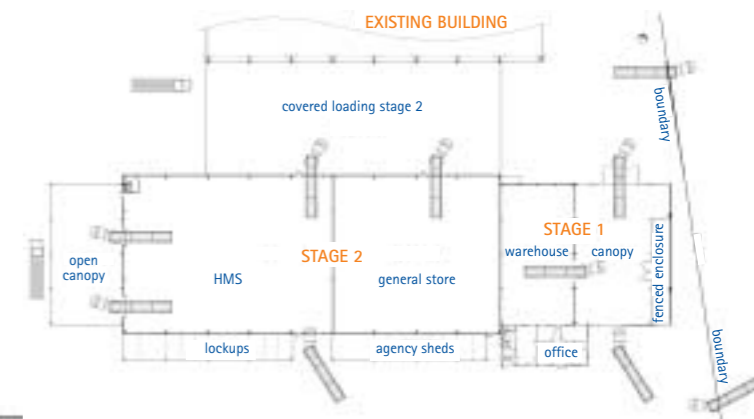 EXISTING BUILDING
boundary
covered loading stage 2
STAGE 1
fenced enclosure
warehouse
canopy
STAGE 2
open
canopy
HMS
general store
lockups
agency sheds
office
boundary